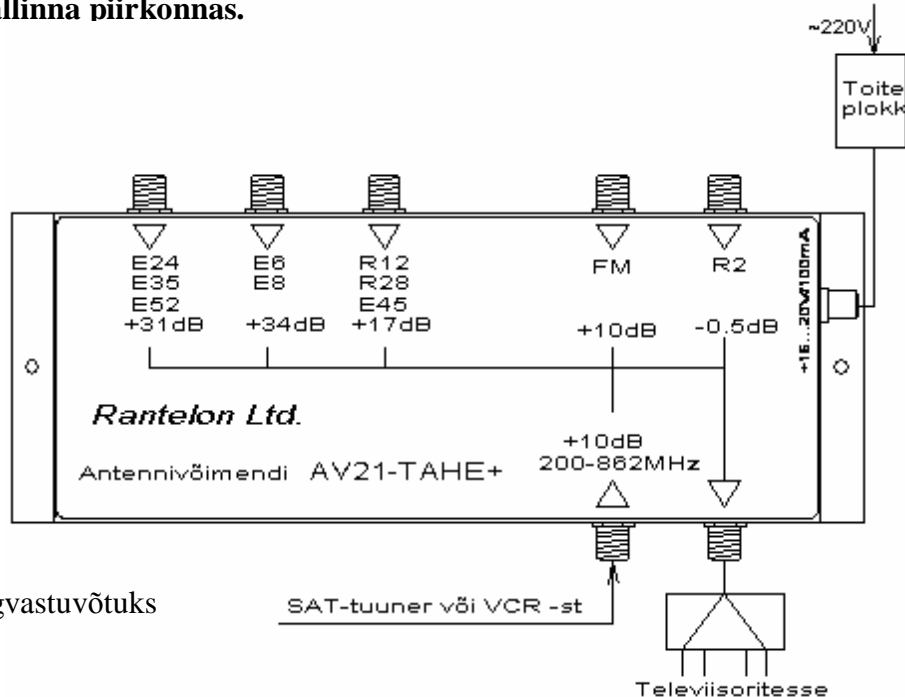 allinna piirkonnas.
~220V
Toite
plokk
E24
E35
E52
+31dB
E6
E8
+34dB
R12
R28
E45
+17dB
FM
+10dB
R2
-0.5dB
+16...20V/100mA
Rantelon Ltd.
Antennivõimendi AV21-TAHE+
+10dB
200-862MHz
gvastuvõtuks
SAT-tuuner või VCR -st
Televiisoritesse